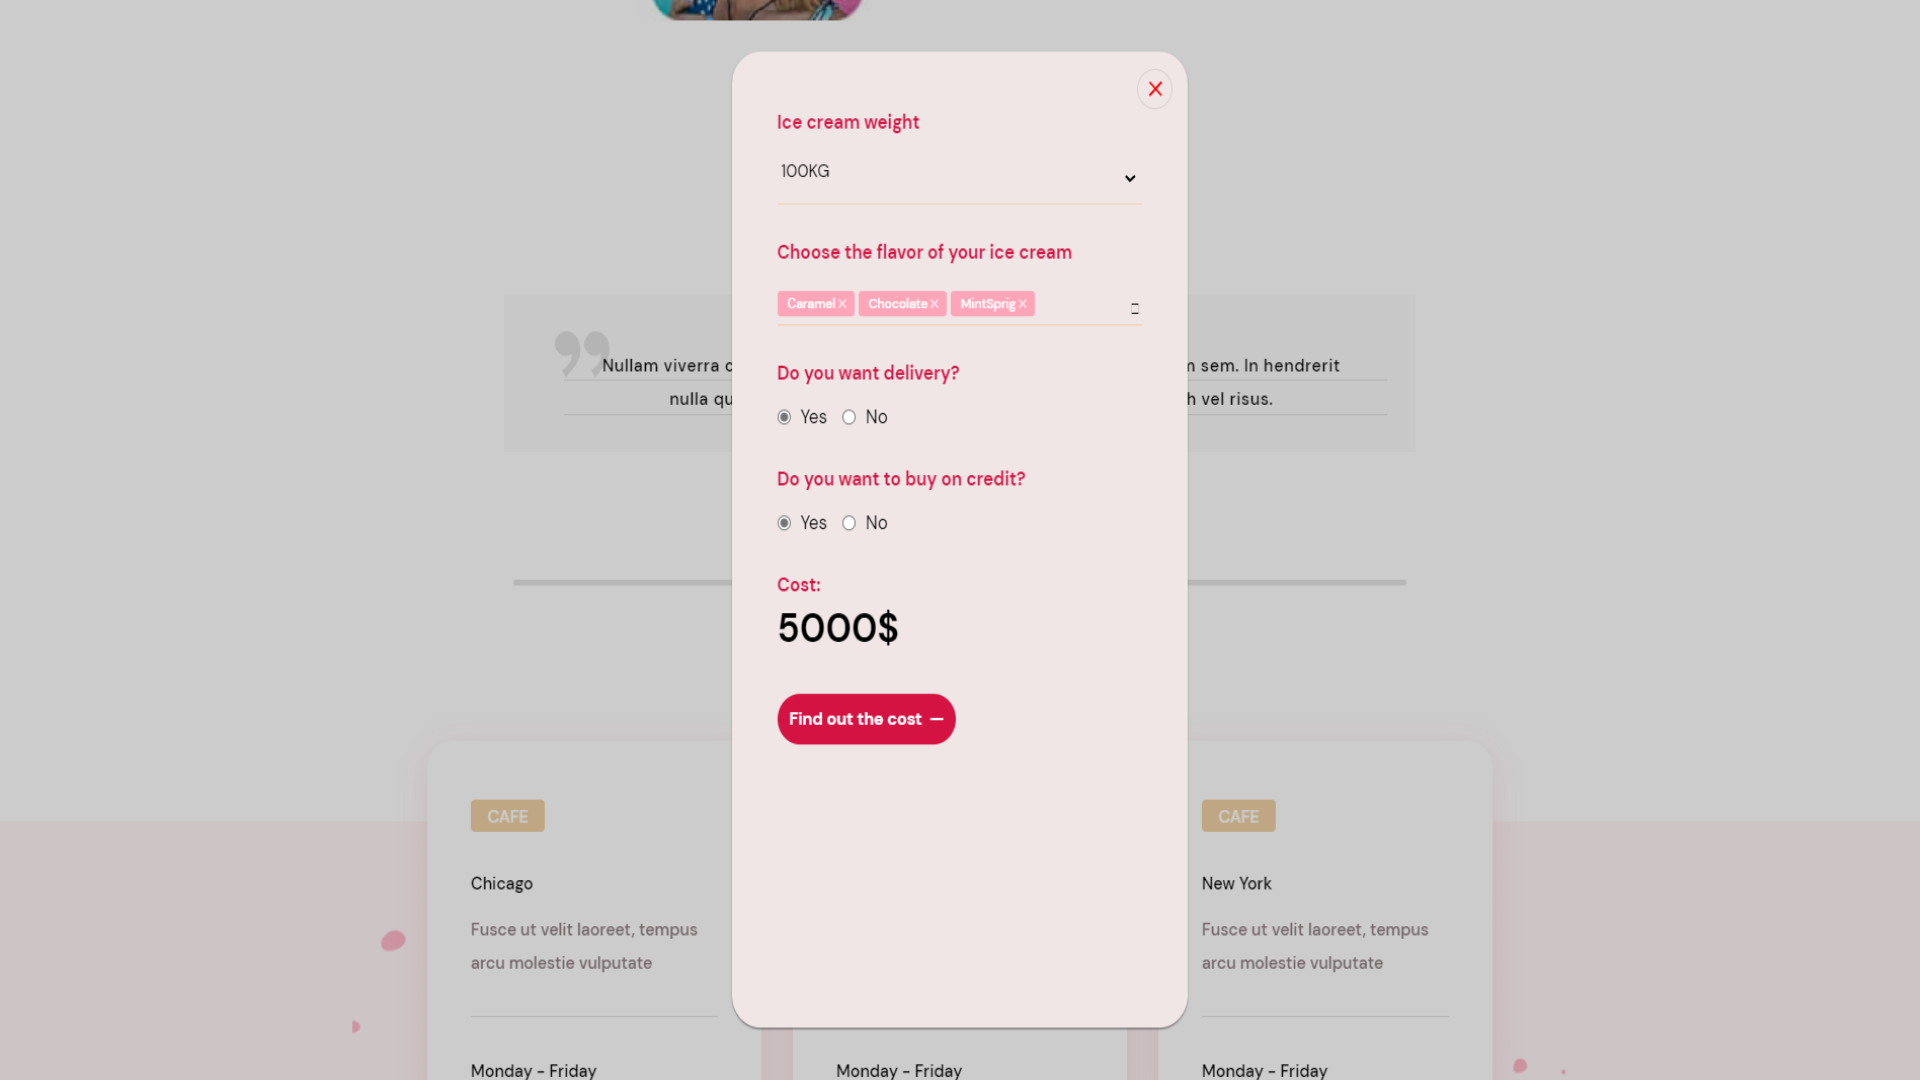 Ice cream weight
100KG
Choose the flavor of your ice cream
Caramel× Chocolate× MintSprig×
Nullam viverra
m sem. In hendrerit
nulla
vel risus.
Do you want delivery?
Yes No
Do you want to buy on credit?
Yes No
Cost:
5000$
Find out the cost —
CAFE
Chicago
Fusce ut velit laoreet, tempus
arcu molestie vulputate
Monday - Friday
Monday - Friday
CAFE
New York
Fusce ut velit laoreet, tempus
arcu molestie vulputate
Monday - Friday